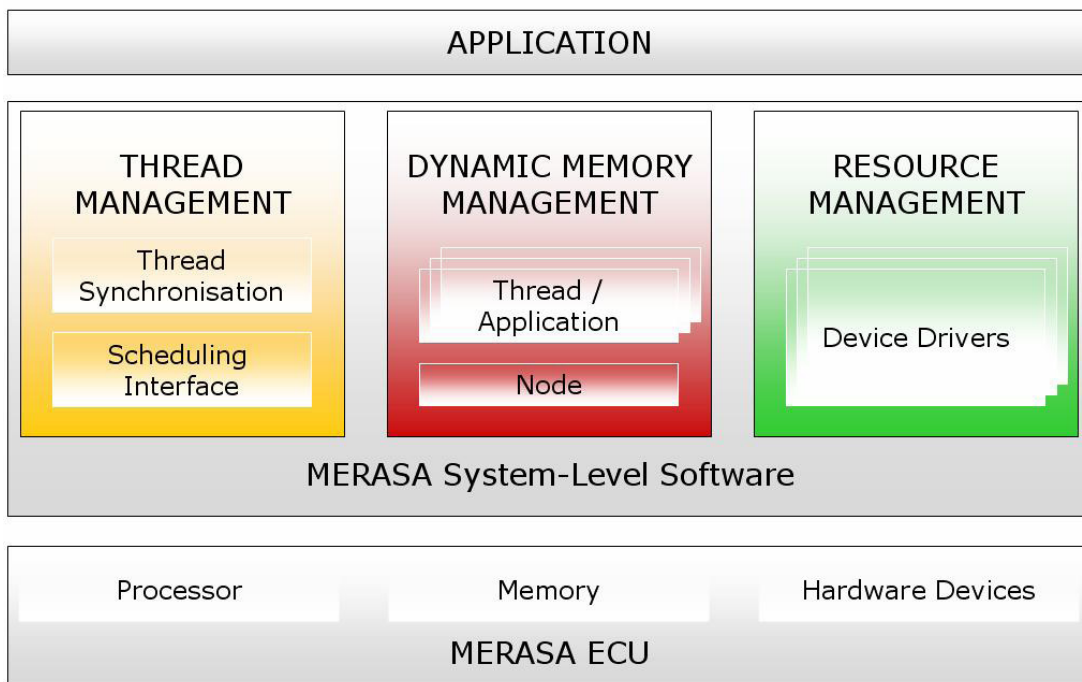 APPLICATION
THREAD
MANAGEMENT
Thread
Synchronisation
Scheduling
Interface
DYNAMIC MEMORY
MANAGEMENT
Thread /
Application
Node
RESOURCE
MANAGEMENT
Device Drivers
MERASA System-Level Software
Processor
Memory
Hardware Devices
MERASA ECU